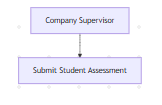 Company Supervisor
Submit Student Assessment